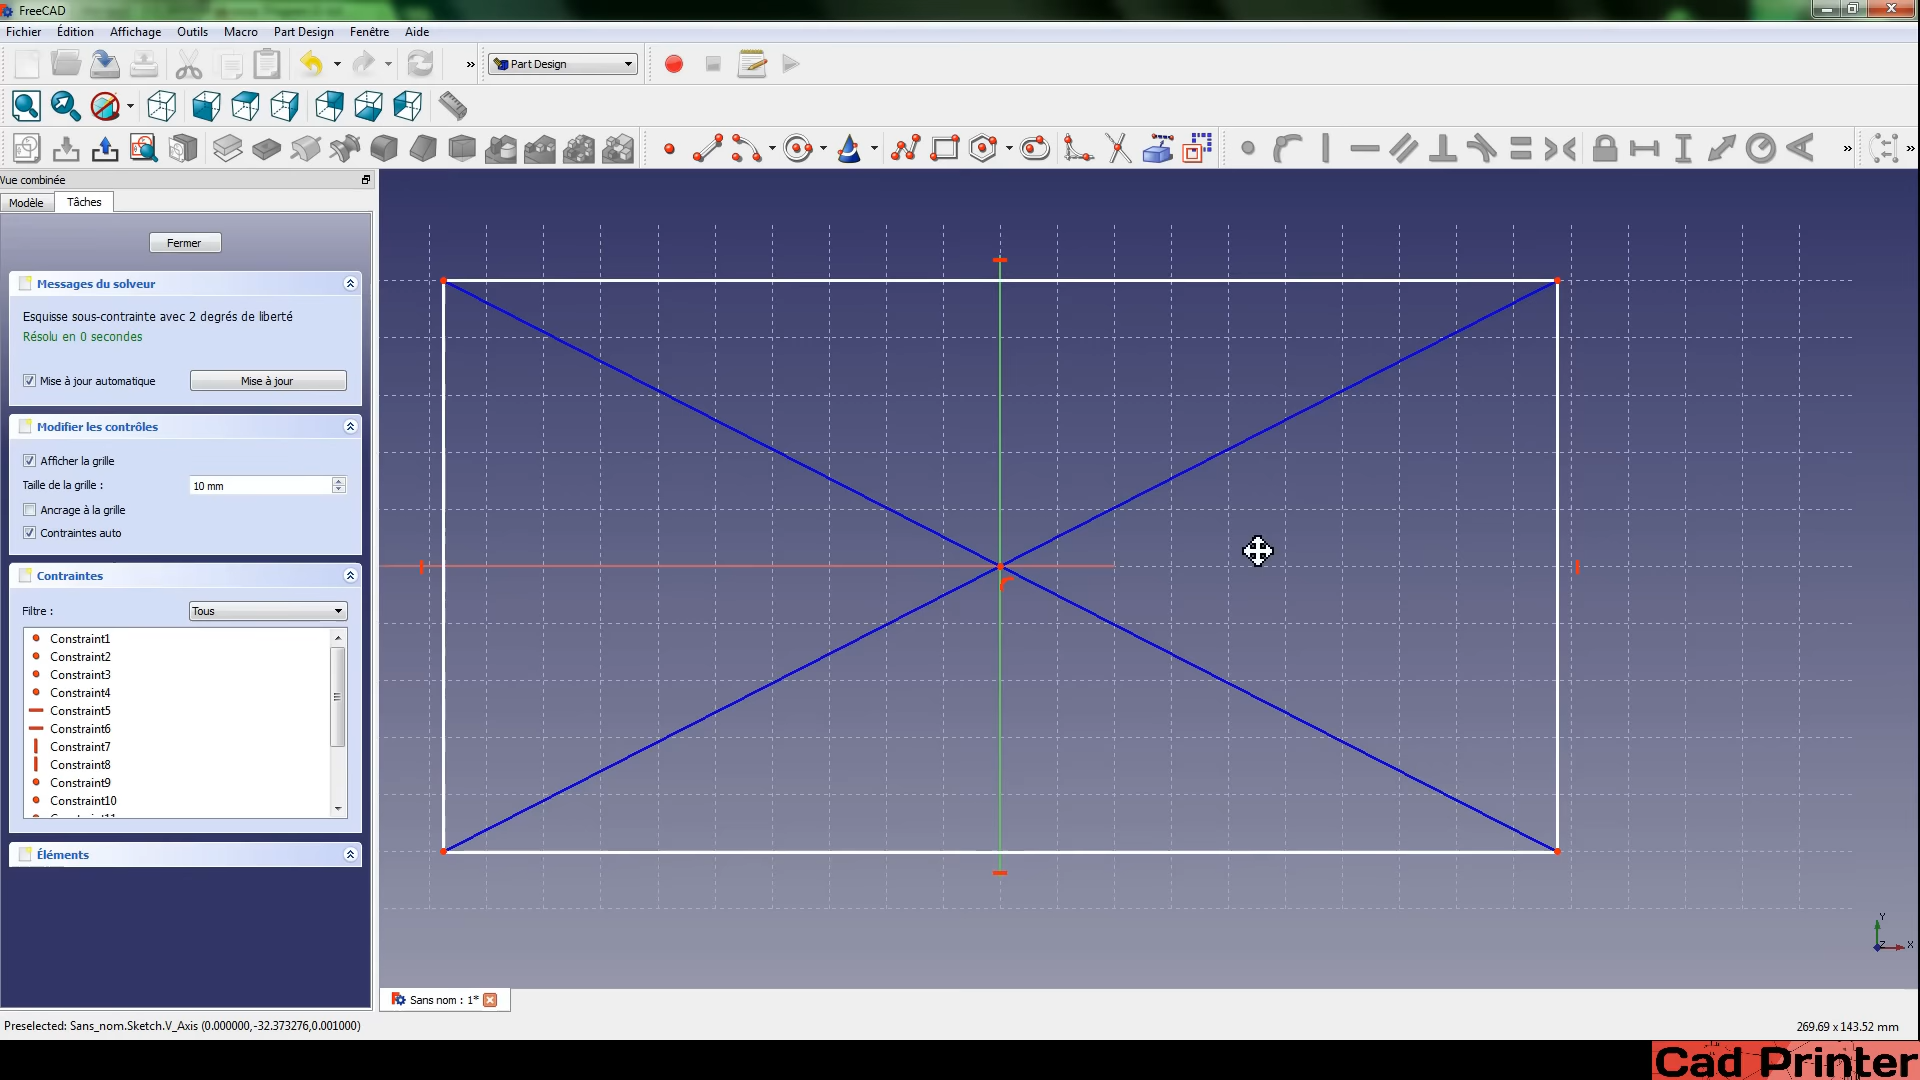 FreeCAD
Fichier Édition Affichage Outils Macro Part Design Fenêtre Aide
» Part Design
» »
Vue combinée
Modèle Tâches
Fermer
Messages du solveur
Esquisse sous-contrainte avec 2 degrés de liberté
Résolu en 0 secondes
Mise à jour automatique Mise à jour
Modifier les contrôles
Afficher la grille
Taille de la grille : 10 mm
Ancrage à la grille
Contraintes auto
Contraintes
Filtre : Tous
Constraint1
Constraint2
Constraint3
Constraint4
Constraint5
Constraint6
Constraint7
Constraint8
Constraint9
Constraint10
Éléments
Y
Z X
Sans nom : 1*
Preselected: Sans_nom.Sketch.V_Axis (0.000000,-32.373276,0.001000) 269.69 x 143.52 mm
Cad Printer